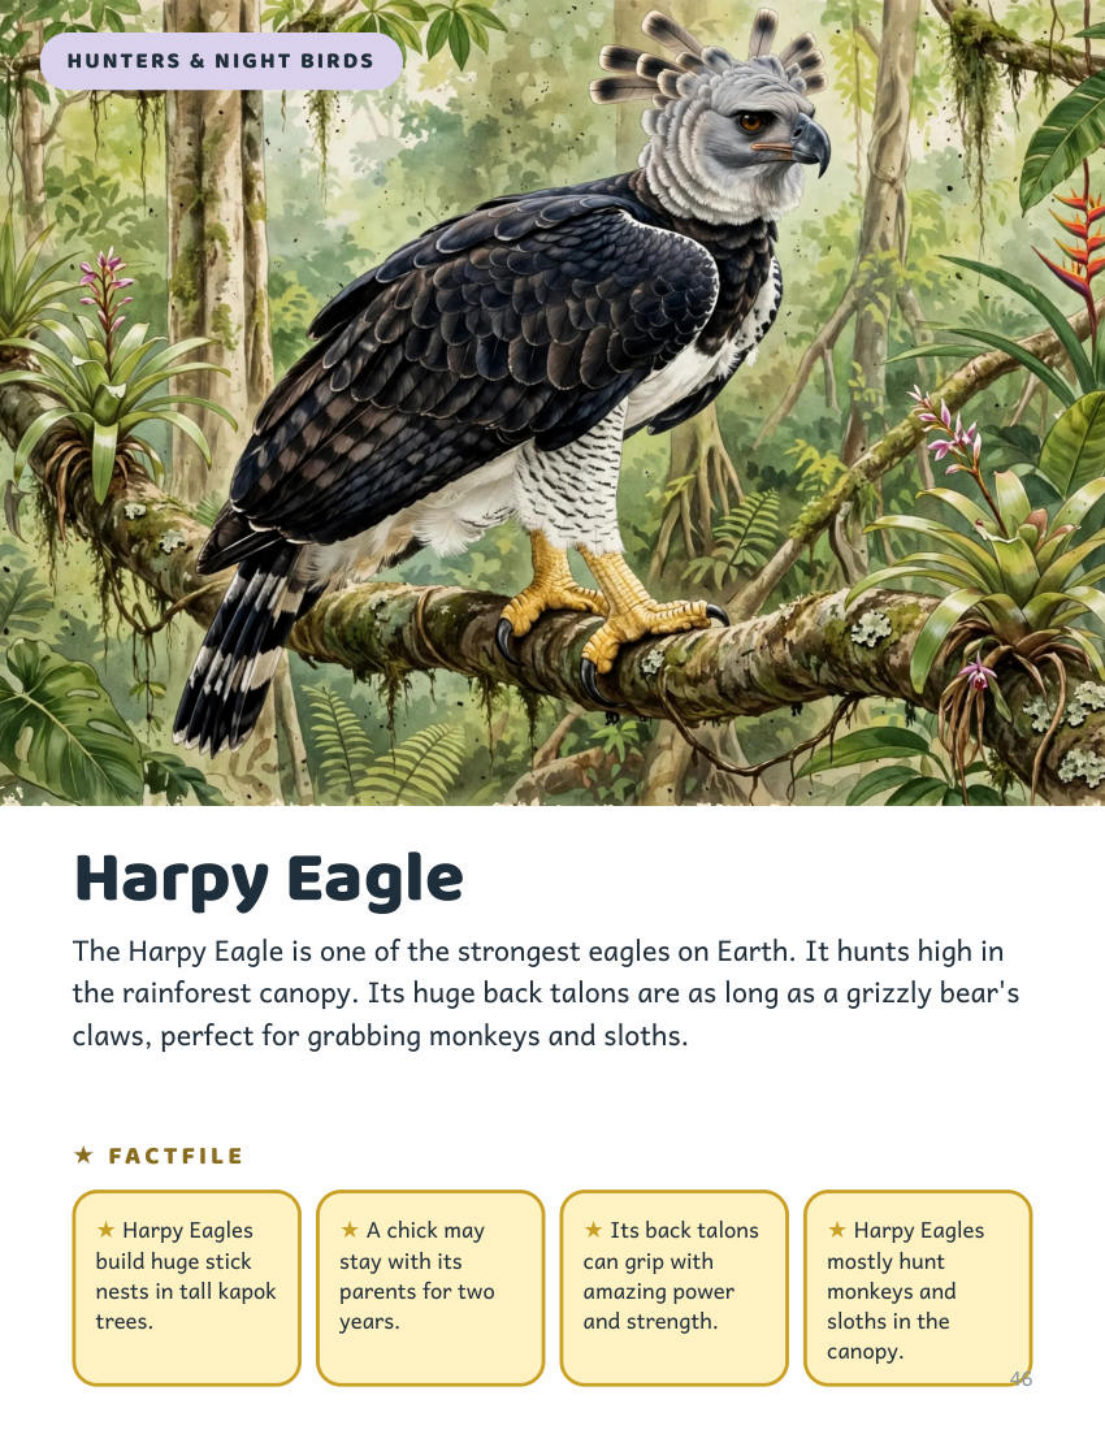 HUNTERS & NIGHT BIRDS
Harpy Eagle
The Harpy Eagle is one of the strongest eagles on Earth. It hunts high in
the rainforest canopy. Its huge back talons are as long as a grizzly bear's
claws, perfect for grabbing monkeys and sloths.
★ FACTFILE
★ Harpy Eagles
build huge stick
nests in tall kapok
trees.
★ A chick may
stay with its
parents for two
years.
★ Its back talons
can grip with
amazing power
and strength.
★ Harpy Eagles
mostly hunt
monkeys and
sloths in the
canopy.
46